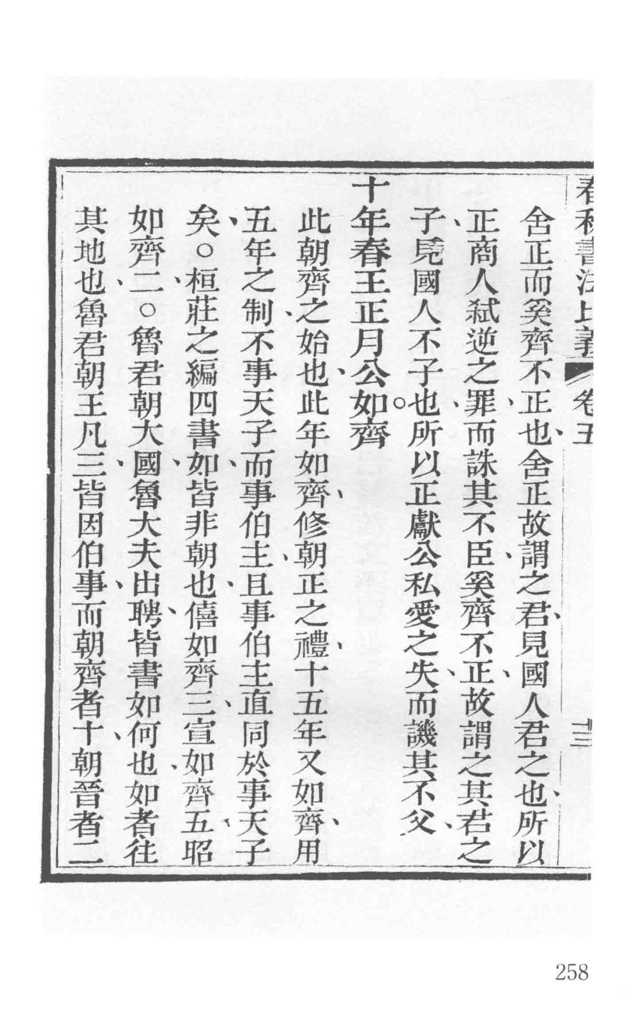 春秋書法比義 卷五 十三
舍正而奚齊不正也舍正故謂之君見國人君之也所以
正商人弑逆之罪而誅其不臣奚齊不正故謂之其君之
子見國人不子也所以正獻公私愛之失而譏其不父
十年春王正月公如齊
此朝齊之始也此年如齊修朝正之禮十五年又如齊用
五年之制不事天子而事伯主且事伯主直同於事天子
矣○桓莊之編四書如皆非朝也僖如齊三宣如齊五昭
如齊二○魯君朝大國魯大夫出聘皆書如何也如者往
其地也魯君朝王凡三皆因伯事而朝齊者十朝晉者二
258